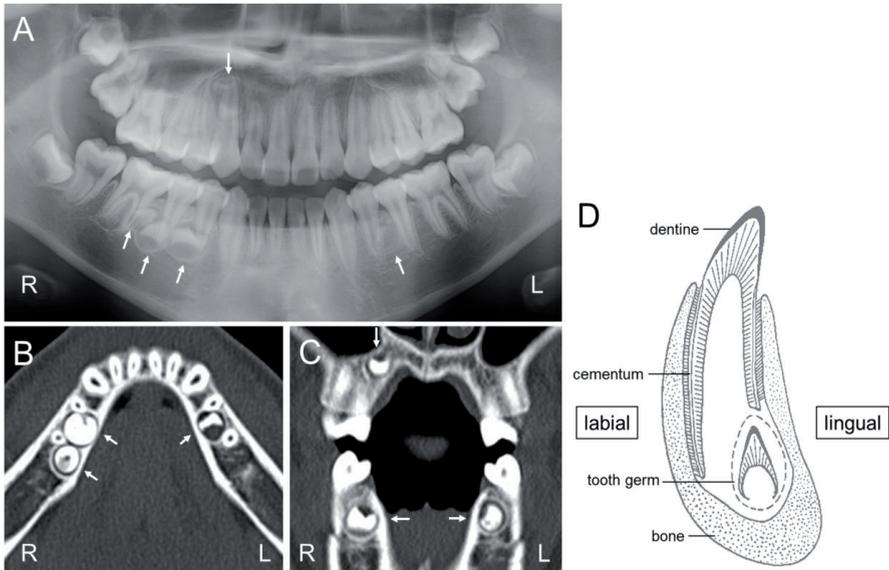 A
R
L
B
R
L
C
R
L
D
dentine
cementum
labial
lingual
tooth germ
bone